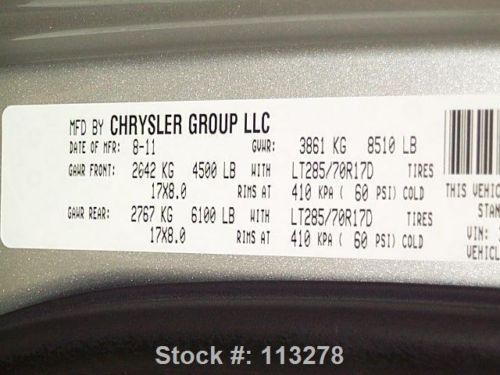 MFD BY CHRYSLER GROUP LLC
DATE OF MFR: 8-11 GVWR: 3861 KG 8510 LB
GAWR FRONT: 2642 KG 4500 LB WITH LT285/70R17D TIRES
17X8.0 RIMS AT 410 KPA ( 60 PSI) COLD
GAWR REAR: 2767 KG 6100 LB WITH LT285/70R17D TIRES
17X8.0 RIMS AT 410 KPA ( 60 PSI) COLD
THIS VEHICL
STAN
VIN:
VEHICL
Stock #: 113278